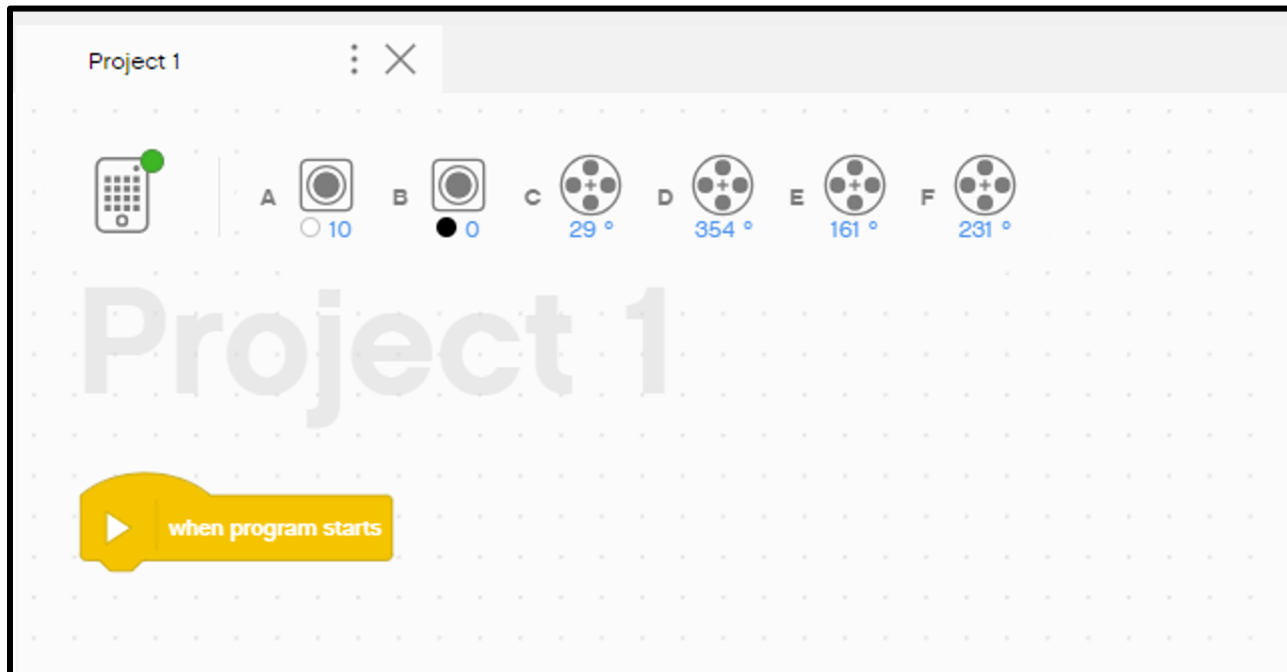 Project 1
A B C D E F
10 0 29 ° 354 ° 161 ° 231 °
Project 1
when program starts